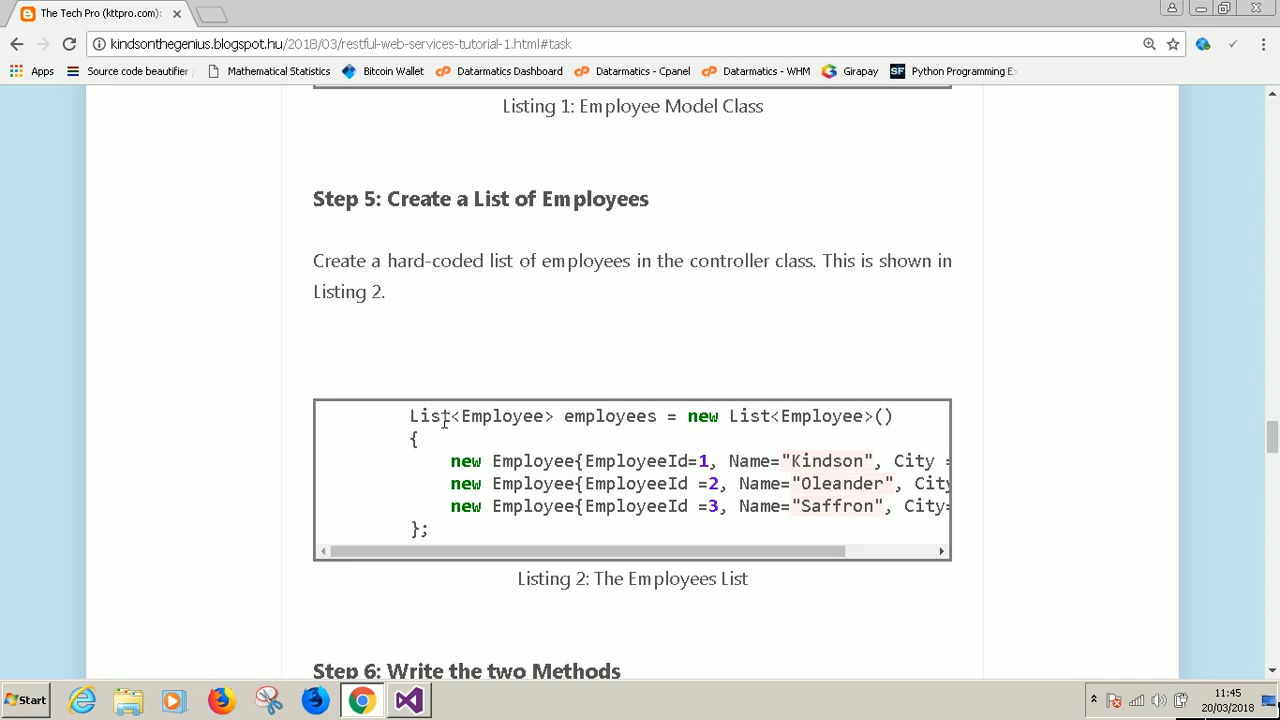 The Tech Pro (kttpro.com):
kindsonthegenius.blogspot.hu/2018/03/restful-web-services-tutorial-1.html#task
Apps Source code beautifier Mathematical Statistics Bitcoin Wallet Datarmatics Dashboard Datarmatics - Cpanel Datarmatics - WHM Girapay SF Python Programming Ex
Listing 1: Employee Model Class
Step 5: Create a List of Employees
Create a hard-coded list of employees in the controller class. This is shown in
Listing 2.
List<Employee> employees = new List<Employee>()
{
new Employee{EmployeeId=1, Name="Kindson", City =
new Employee{EmployeeId =2, Name="Oleander", City
new Employee{EmployeeId =3, Name="Saffron", City=
};
Listing 2: The Employees List
Step 6: Write the two Methods
Start
11:45
20/03/2018